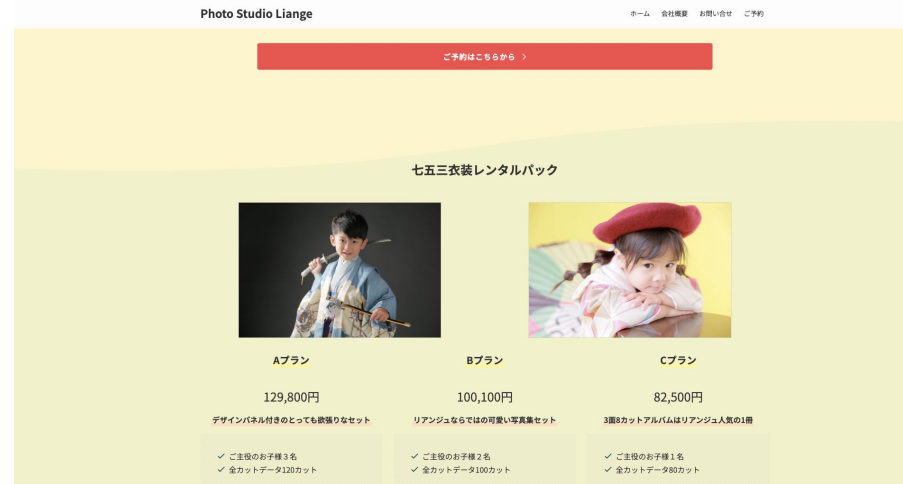 Photo Studio Liange
ホーム 会社概要 お問い合せ ご予約
ご予約はこちらから
七五三衣装レンタルパック
Aプラン
129,800円
デザインパネル付きのとっても欲張りなセット
✓ ご主役のお子様３名
✓ 全カットデータ120カット
Bプラン
100,100円
リアンジュならではの可愛い写真集セット
✓ ご主役のお子様２名
✓ 全カットデータ100カット
Cプラン
82,500円
3面8カットアルバムはリアンジュ人気の1冊
✓ ご主役のお子様１名
✓ 全カットデータ80カット